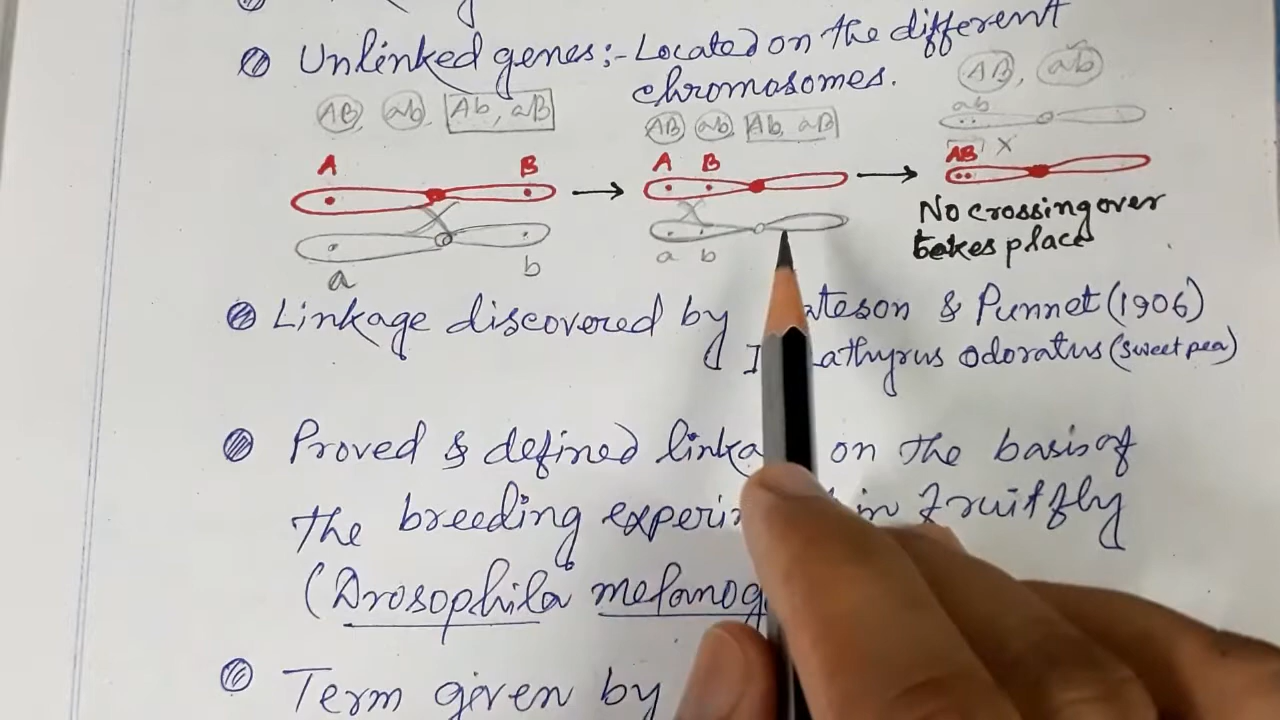 Unlinked genes:- Located on the different
chromosomes.
AB, ab, Ab, aB
AB ab, Ab, aB
AB, ab
A B
a b
A B
a b
ab
AB X
No crossing over
takes place
Linkage discovered by ateson & Punnet (1906)
I athyrus odoratus (sweet pea)
Proved & defined linka on the basis of
the breeding experi in fruitfly
(Drosophila melanog
Term given by